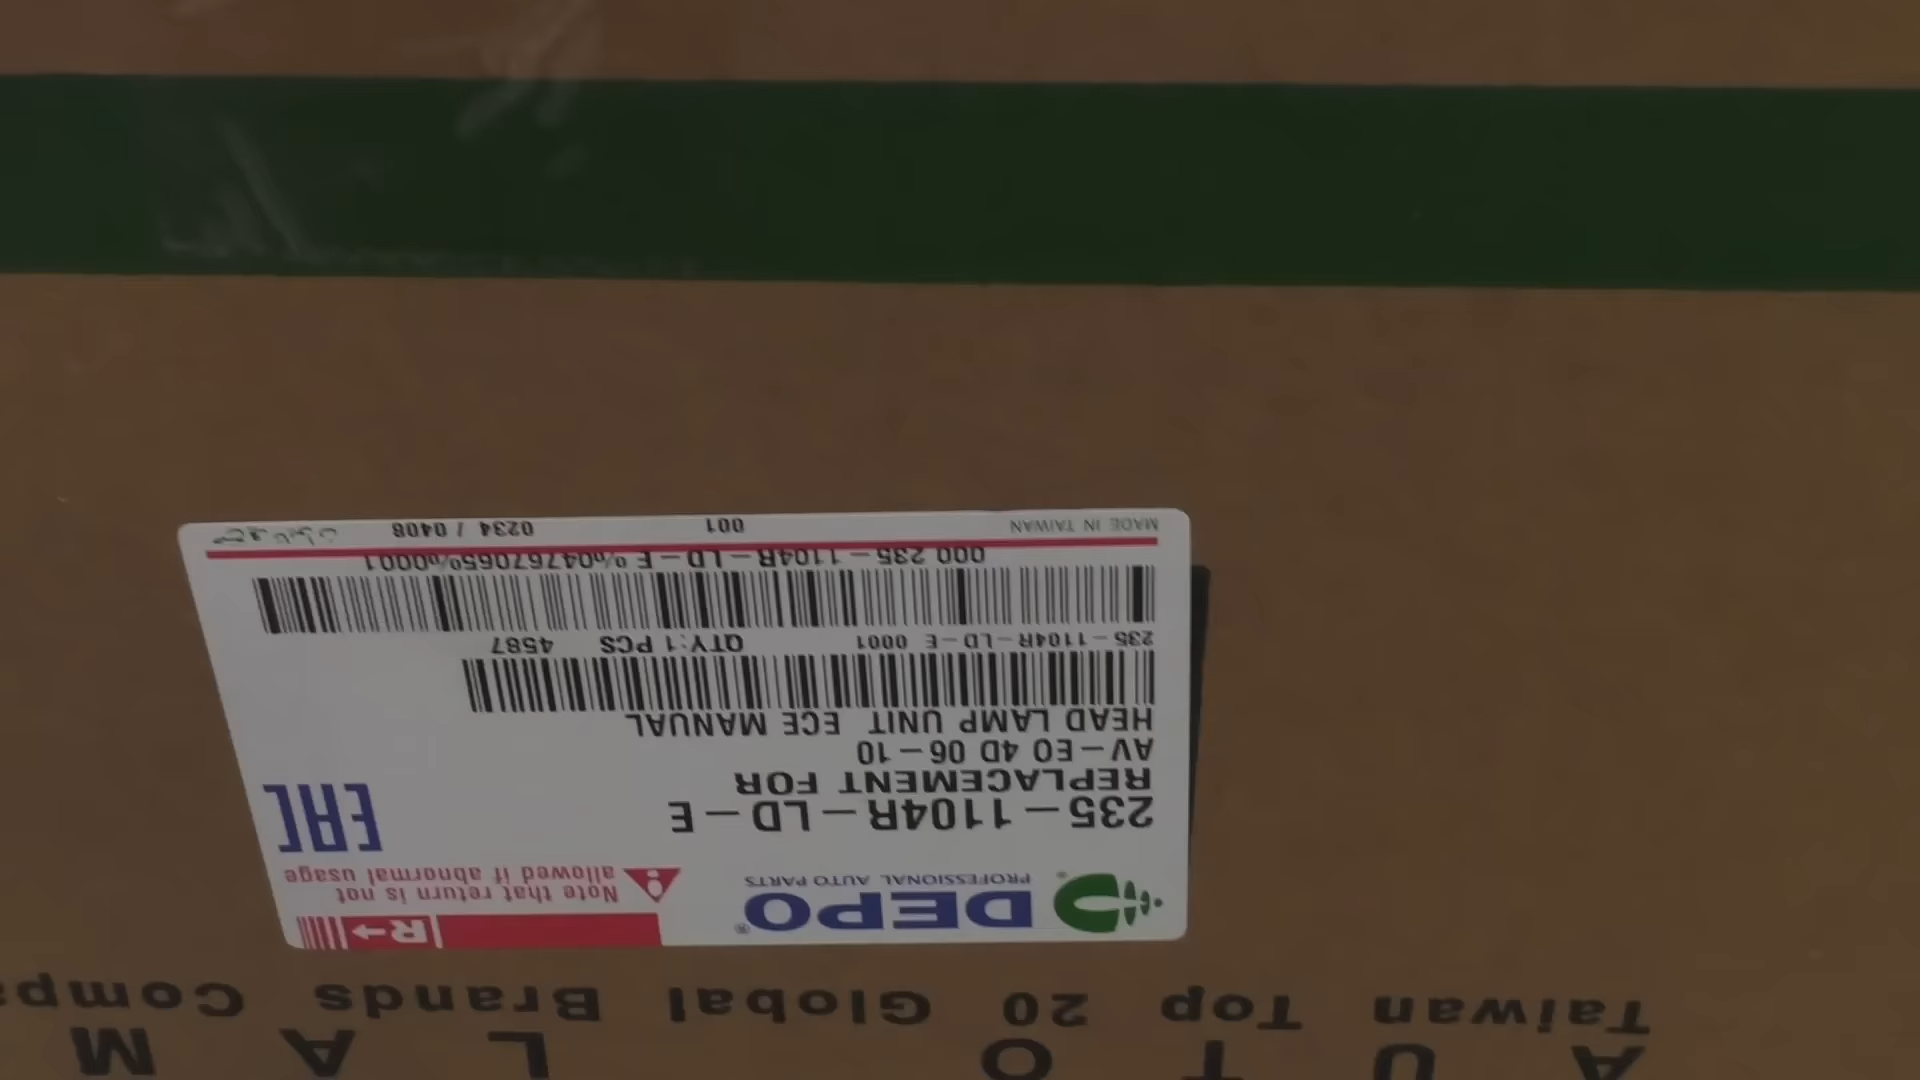 A U T O L A M
Taiwan Top 20 Global Brands Compa
DEPO®
PROFESSIONAL AUTO PARTS
R→
Note that return is not
allowed if abnormal usage
235-1104R-LD-E
EAC
REPLACEMENT FOR
AV-EO 4D 06-10
HEAD LAMP UNIT ECE MANUAL
235-1104R-LD-E 0001 QTY:1 PCS 4587
000 235-1104R-LD-E%04767065%0001
MADE IN TAIWAN 001 0234 / 0408